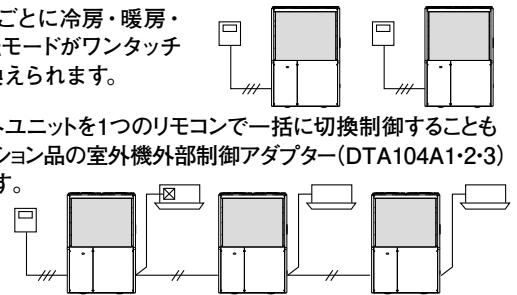 ごとに冷房・暖房・
モードがワンタッチ
えられます。
ユニットを1つのリモコンで一括に切換制御することも
ション品の室外機外部制御アダプター(DTA104A1・2・3)
す。